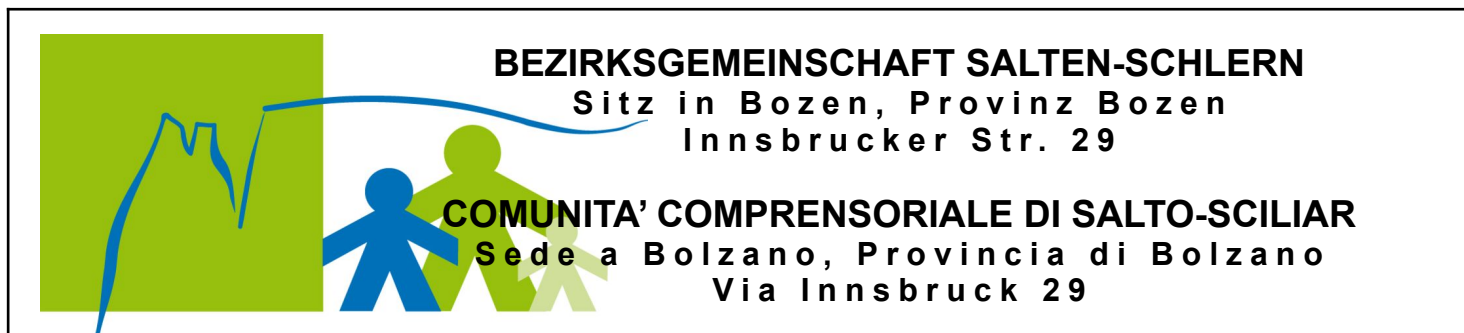 BEZIRKSGEMEINSCHAFT SALTEN-SCHLERN
Sitz in Bozen, Provinz Bozen
Innsbrucker Str. 29
COMUNITA’ COMPRENSORIALE DI SALTO-SCILIAR
Sede a Bolzano, Provincia di Bolzano
Via Innsbruck 29